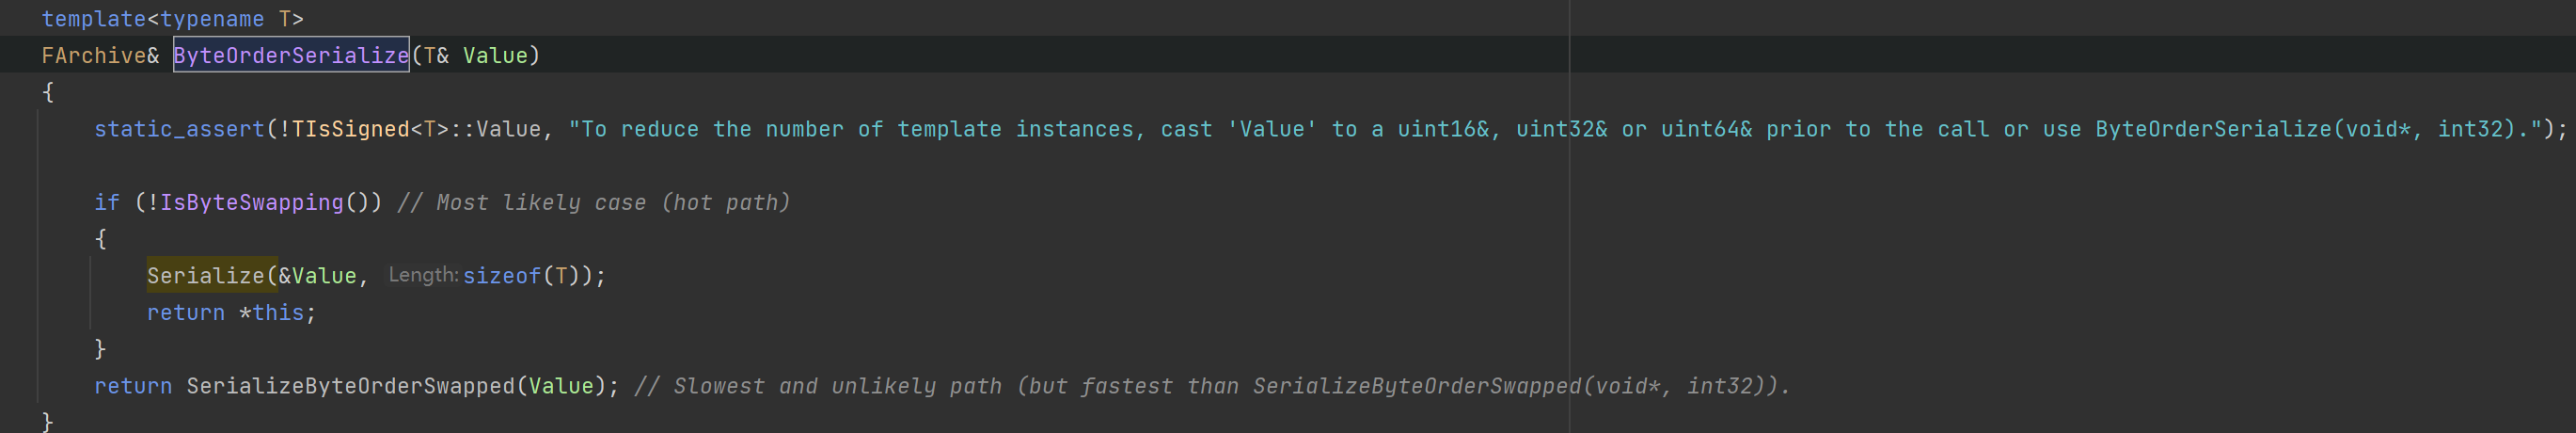 template<typename T>
FArchive& ByteOrderSerialize(T& Value)
{
static_assert(!TIsSigned<T>::Value, "To reduce the number of template instances, cast 'Value' to a uint16&, uint32& or uint64& prior to the call or use ByteOrderSerialize(void*, int32).");
if (!IsByteSwapping()) // Most likely case (hot path)
{
Serialize(&Value, Length: sizeof(T));
return *this;
}
return SerializeByteOrderSwapped(Value); // Slowest and unlikely path (but fastest than SerializeByteOrderSwapped(void*, int32)).
}